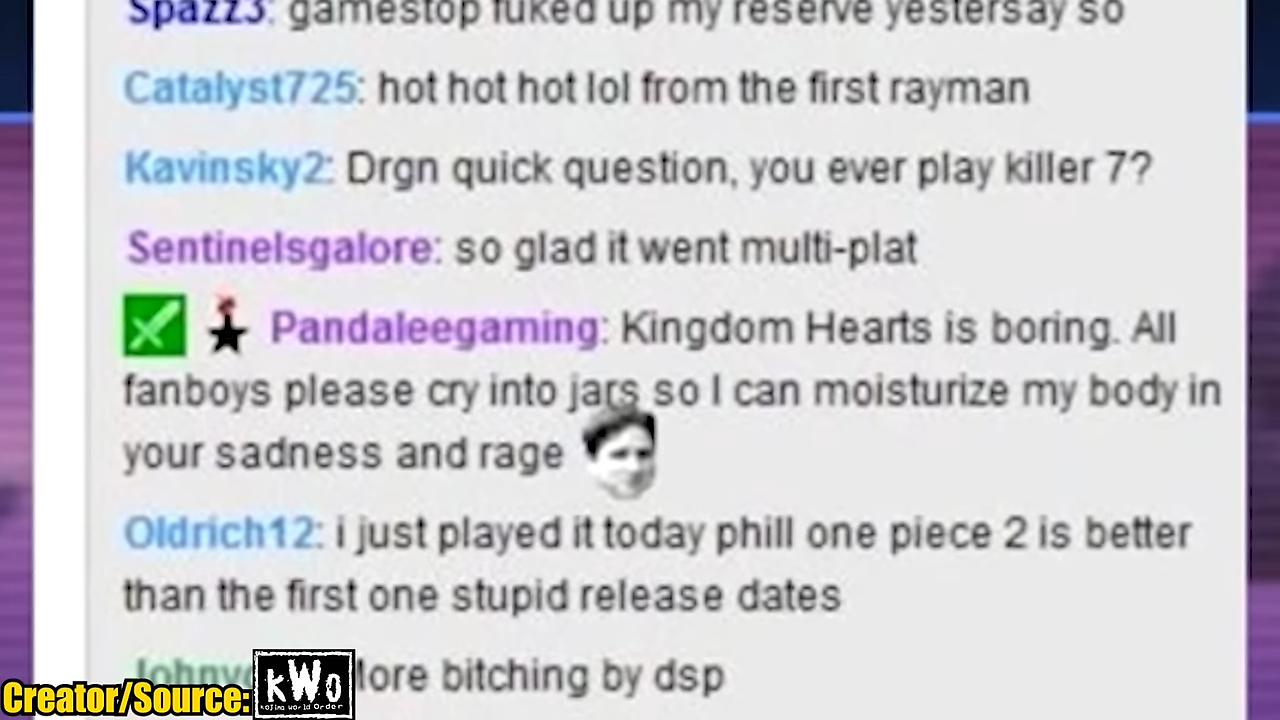 Spazz3: gamestop fuked up my reserve yestersay so
Catalyst725: hot hot hot lol from the first rayman
Kavinsky2: Drgn quick question, you ever play killer 7?
Sentinelsgalore: so glad it went multi-plat
Pandaleegaming: Kingdom Hearts is boring. All
fanboys please cry into jars so I can moisturize my body in
your sadness and rage
Oldrich12: i just played it today phill one piece 2 is better
than the first one stupid release dates
bitching by dsp
Creator/Source:
kWo
kojima world Order